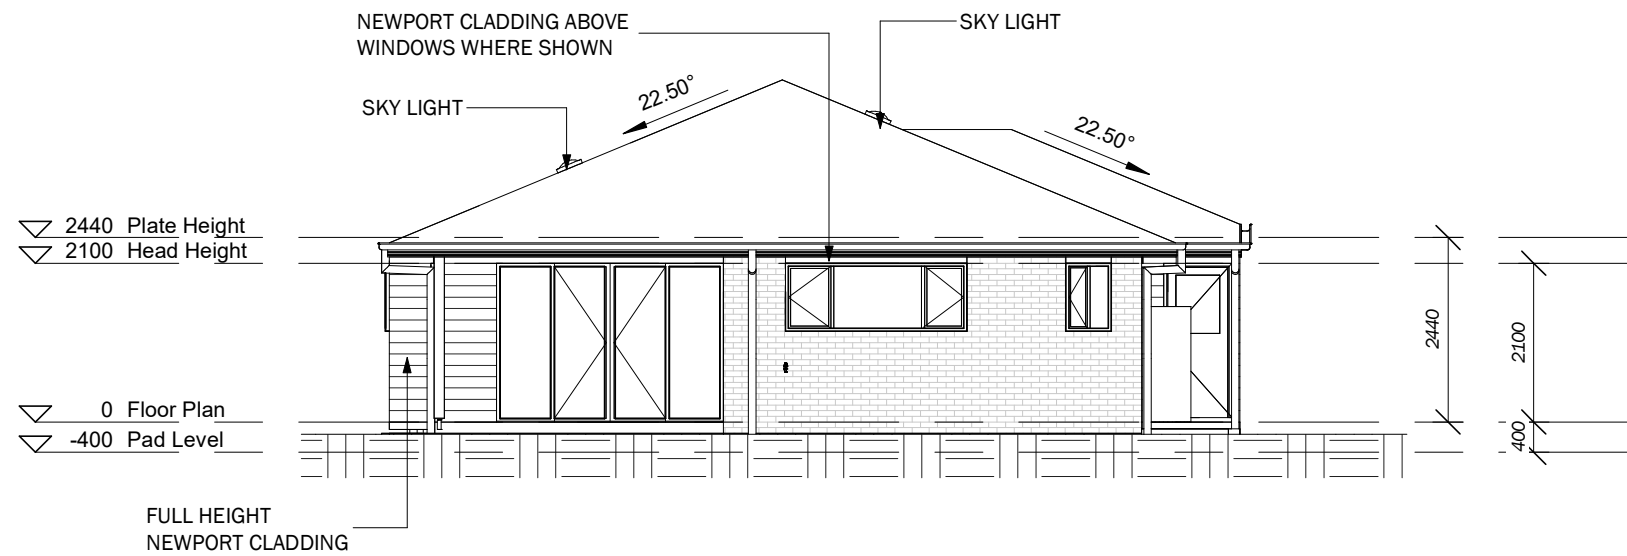 NEWPORT CLADDING ABOVE
WINDOWS WHERE SHOWN
SKY LIGHT
SKY LIGHT
22.50°
22.50°
2440 Plate Height
2100 Head Height
0 Floor Plan
-400 Pad Level
2440
2100
400
FULL HEIGHT
NEWPORT CLADDING